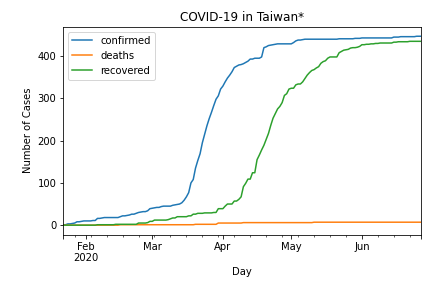 COVID-19 in Taiwan*
confirmed
deaths
recovered
Number of Cases
400
300
200
100
0
Feb
2020
Mar
Apr
May
Jun
Day